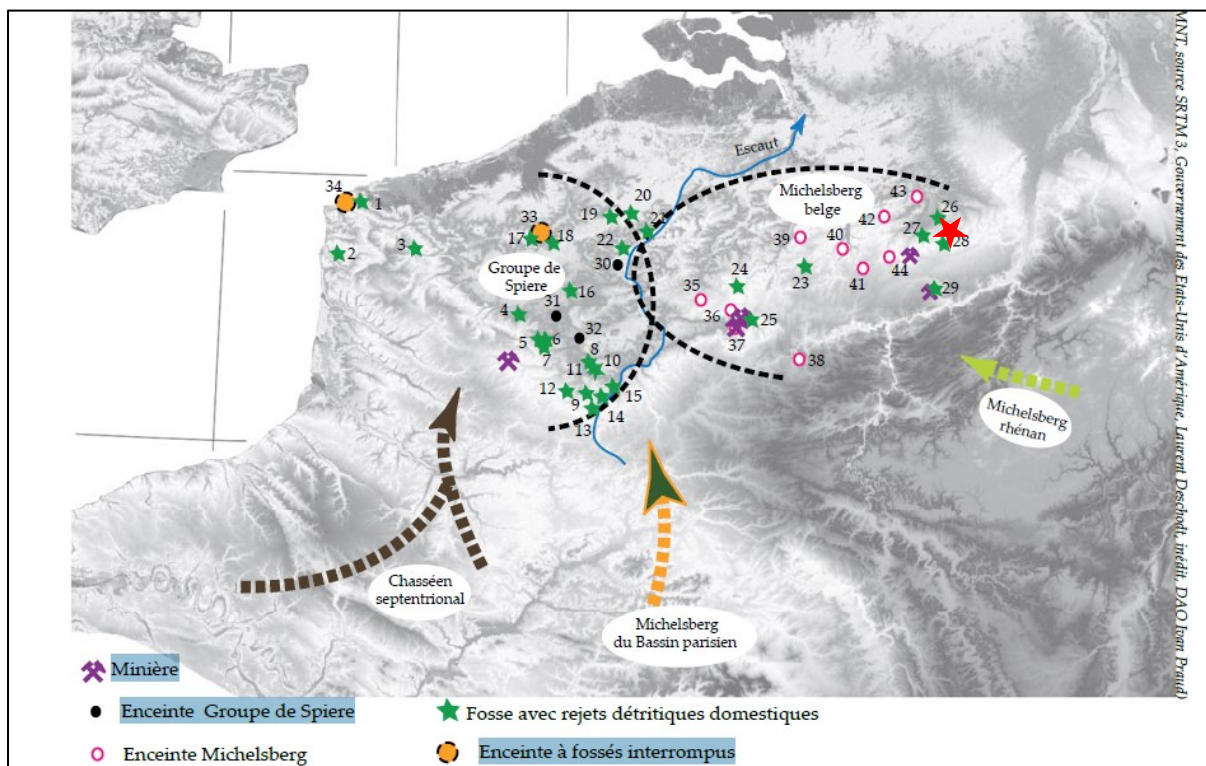 MNT, source SRTM 3, Gouvernement des Etats-Unis d'Amérique, Laurent Deschodt, inédit, DAO Ivan Praud)
Escaut
34
1
2
3
33
17
18
19
20
21
22
30
Groupe de
Spiere
16
31
4
32
5
6
7
8
10
11
12
9
15
14
13
Michelsberg
belge
43
26
42
27
28
39
40
44
41
29
24
23
35
36
25
37
38
Michelsberg
rhénan
Chasséen
septentrional
Michelsberg
du Bassin parisien
Minière
Enceinte Groupe de Spiere
Fosse avec rejets détritiques domestiques
Enceinte Michelsberg
Enceinte à fossés interrompus